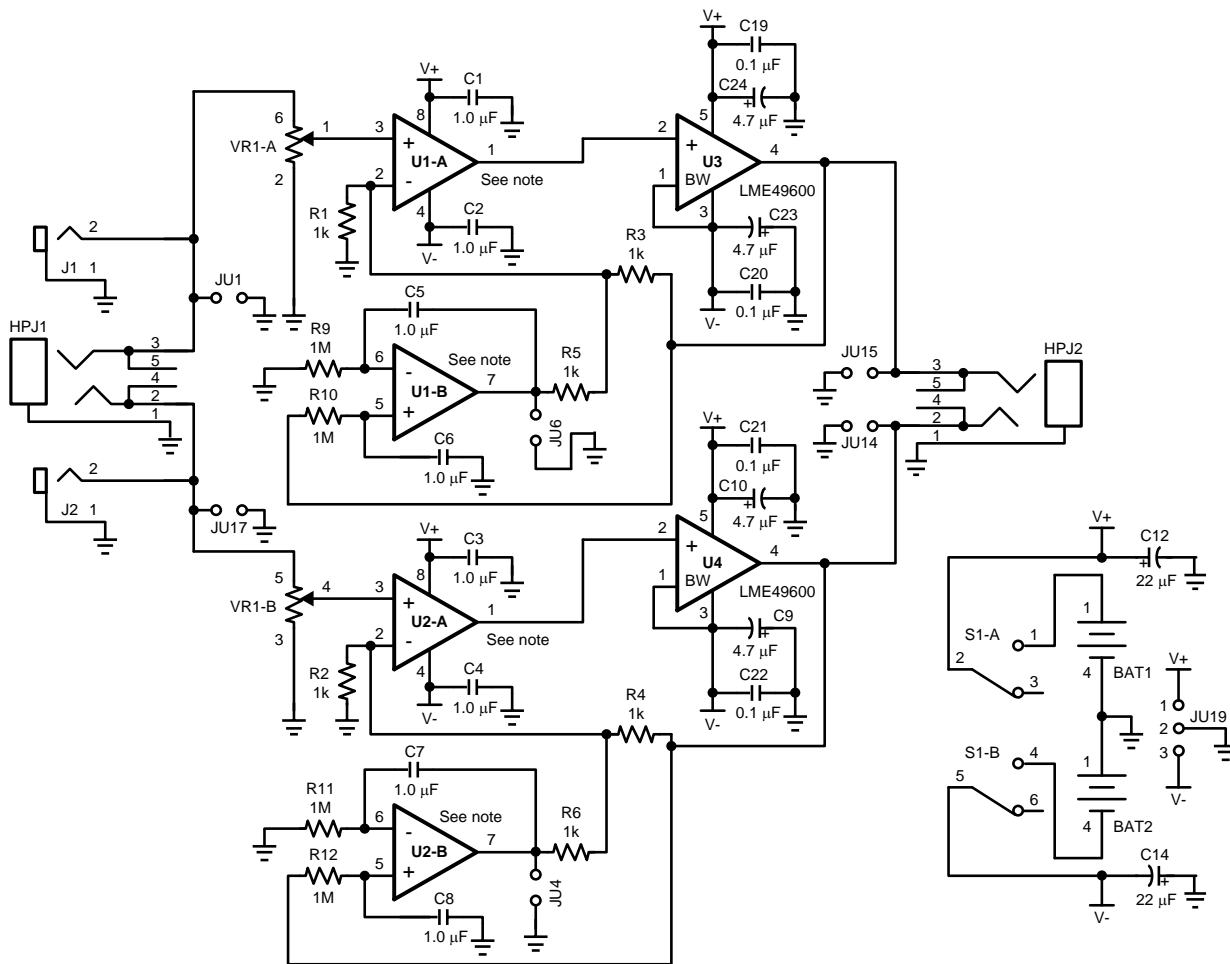 V+
C19
0.1 µF
C24
+
4.7 µF
5
V+
C1
8
1.0 µF
6
1
3
+
VR1-A
2
U1-A
1
See note
2
-
4
C2
1.0 µF
V-
R1
1k
2
+
U3
4
1
BW
LME49600
3
C23
+
4.7 µF
C20
0.1 µF
V-
R3
1k
2
J1
1
JU1
HPJ1
3
5
4
2
1
C5
1.0 µF
R9
1M
6
-
See note
U1-B
7
R5
1k
R10
1M
5
+
JU6
C6
1.0 µF
JU15
JU14
3
5
4
2
1
HPJ2
2
J2
1
JU17
V+
C21
0.1 µF
C10
+
4.7 µF
5
V+
C3
8
1.0 µF
5
4
3
+
VR1-B
3
U2-A
1
See note
2
-
4
C4
1.0 µF
V-
R2
1k
2
+
U4
4
1
BW
LME49600
3
C9
+
4.7 µF
C22
0.1 µF
V-
R4
1k
C7
1.0 µF
R11
1M
6
-
See note
U2-B
7
R6
1k
R12
1M
5
+
JU4
C8
1.0 µF
V+
C12
+
22 µF
S1-A
1
2
3
1
4
BAT1
V+
1
2
3
JU19
V-
S1-B
4
5
6
1
4
BAT2
C14
+
22 µF
V-